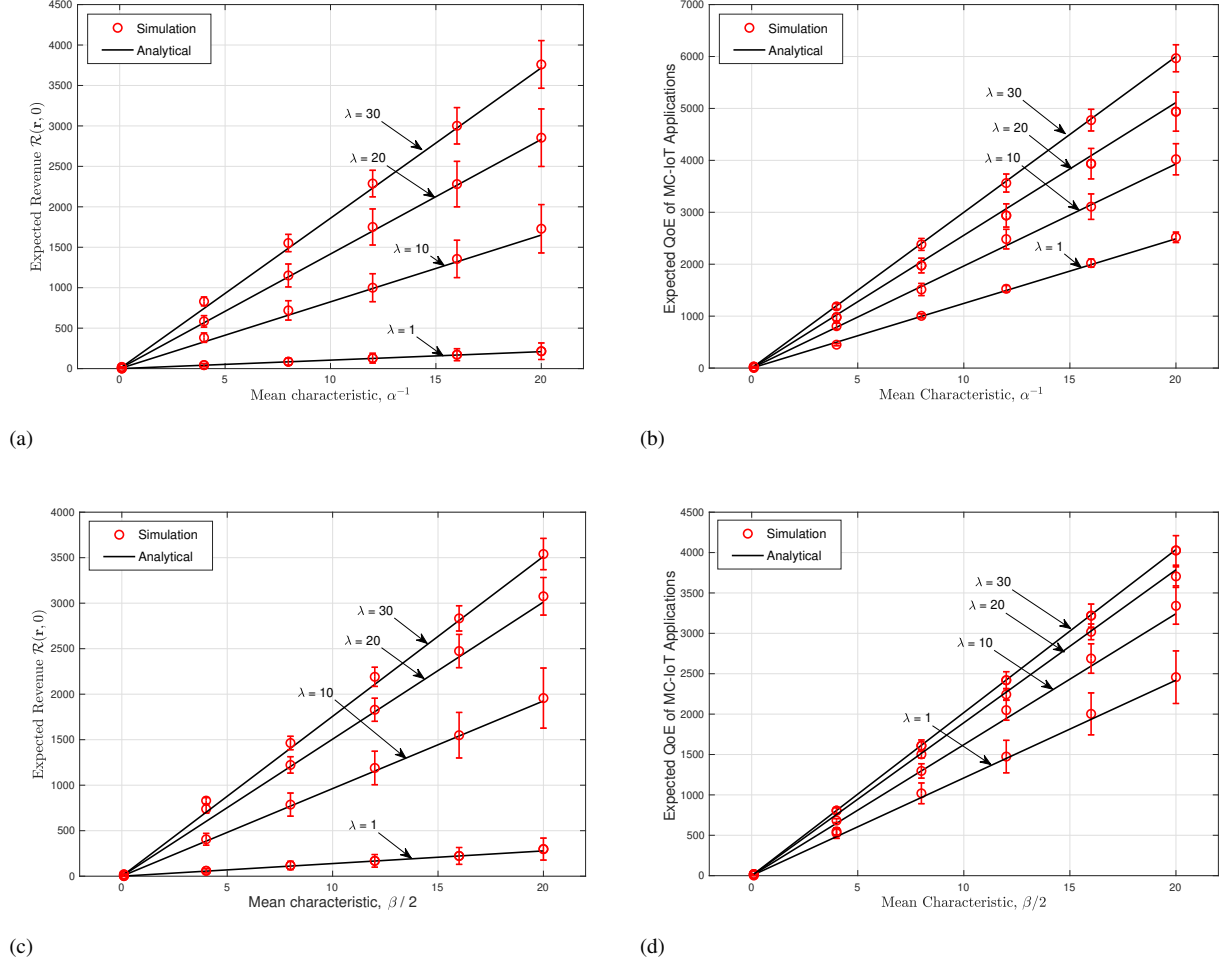 4500
4000
3500
3000
2500
2000
1500
1000
500
0
Expected Revenue R(r, 0)
Simulation
Analytical
λ = 30
λ = 20
λ = 10
λ = 1
0 5 10 15 20
Mean characteristic, α⁻¹
(a)
7000
6000
5000
4000
3000
2000
1000
0
Expected QoE of MC-IoT Applications
Simulation
Analytical
λ = 30
λ = 20
λ = 10
λ = 1
0 5 10 15 20
Mean Characteristic, α⁻¹
(b)
4000
3500
3000
2500
2000
1500
1000
500
0
Expected Revenue R(r, 0)
Simulation
Analytical
λ = 30
λ = 20
λ = 10
λ = 1
0 5 10 15 20
Mean characteristic, β / 2
(c)
4500
4000
3500
3000
2500
2000
1500
1000
500
0
Expected QoE of MC-IoT Applications
Simulation
Analytical
λ = 30
λ = 20
λ = 10
λ = 1
0 5 10 15 20
Mean Characteristic, β/2
(d)